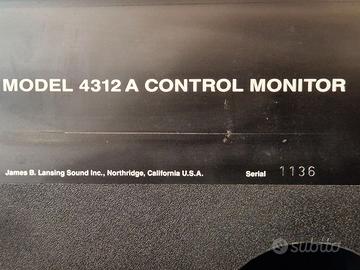 MODEL 4312 A CONTROL MONITOR
James B. Lansing Sound Inc., Northridge, California U.S.A. Serial 1136
subito